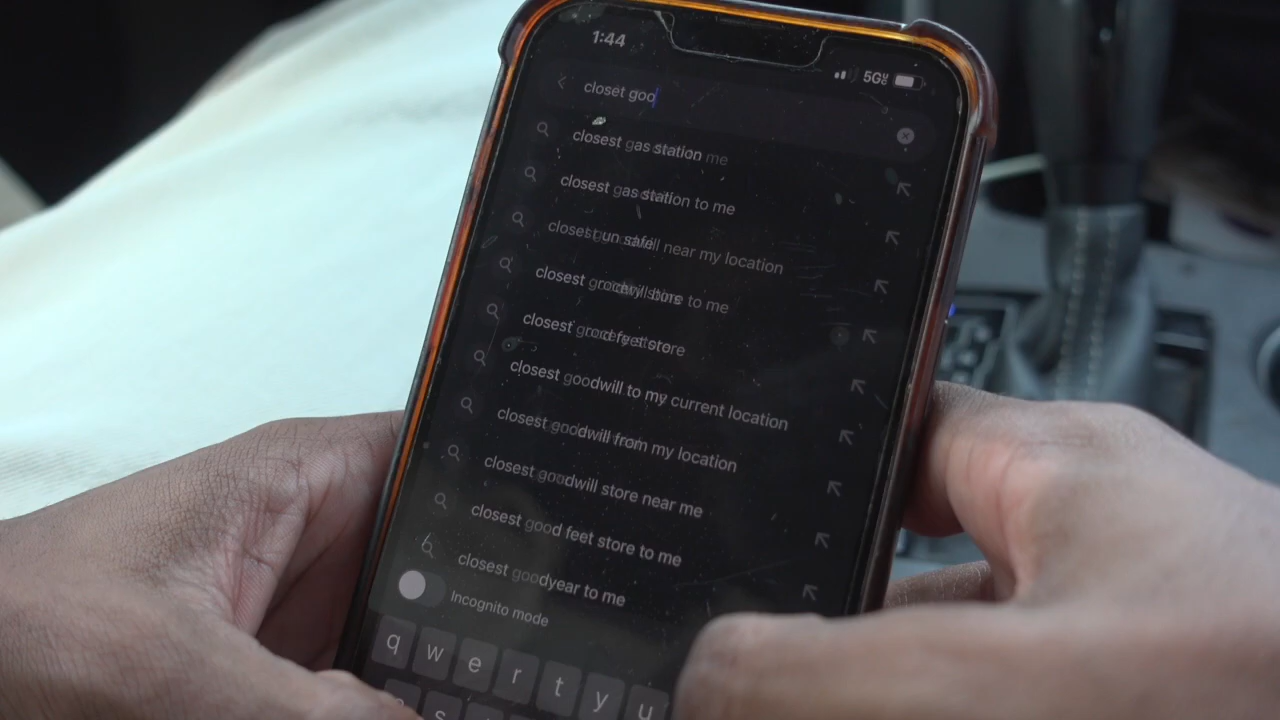 1:44
5G
closet goo
closest gas station me
closest gas station to me
closest near my location
closest store to me
closest store
closest goodwill to my current location
closest goodwill from my location
closest goodwill store near me
closest good feet store to me
closest goodyear to me
Incognito mode
q w e r t y u
s